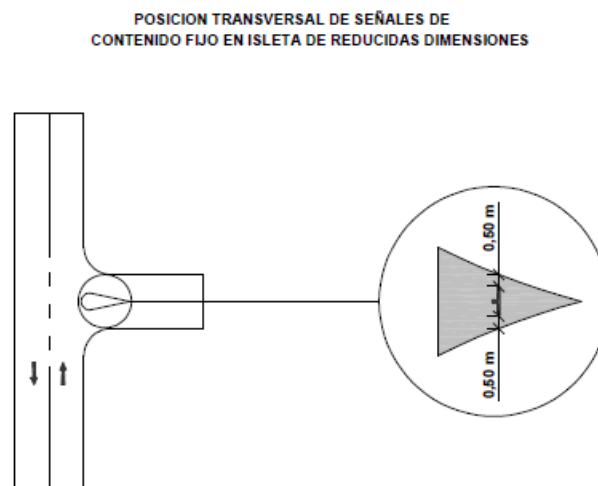 POSICION TRANSVERSAL DE SEÑALES DE
CONTENIDO FIJO EN ISLETA DE REDUCIDAS DIMENSIONES
0,50 m
0,50 m